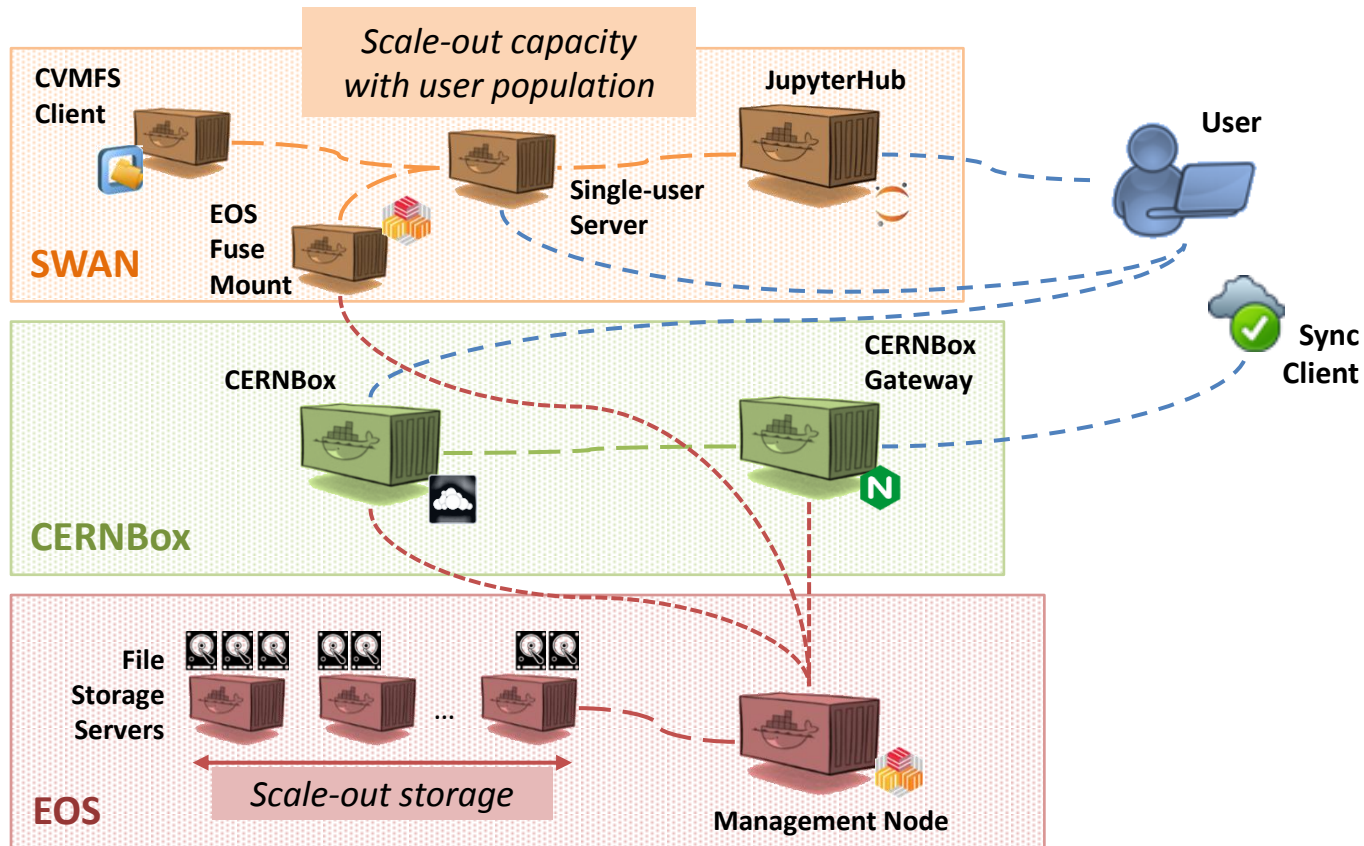 Scale-out capacity
with user population
CVMFS
Client
JupyterHub
User
Single-user
Server
EOS
Fuse
Mount
SWAN
Sync
Client
CERNBox
Gateway
CERNBox
N
CERNBox
File
Storage
Servers
...
Scale-out storage
EOS
Management Node